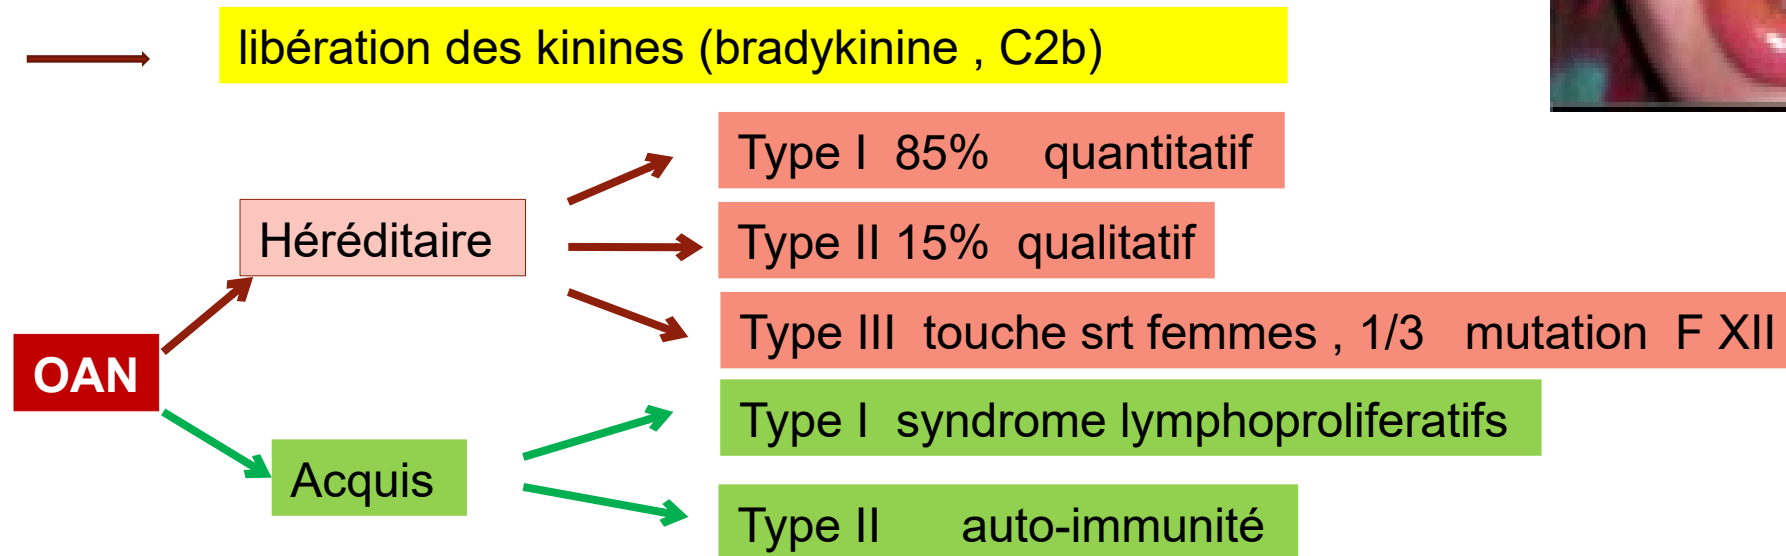 libération des kinines (bradykinine , C2b)
Type I 85% quantitatif
Héréditaire
Type II 15% qualitatif
Type III touche srt femmes , 1/3 mutation F XII
OAN
Type I syndrome lymphoproliferatifs
Acquis
Type II auto-immunité